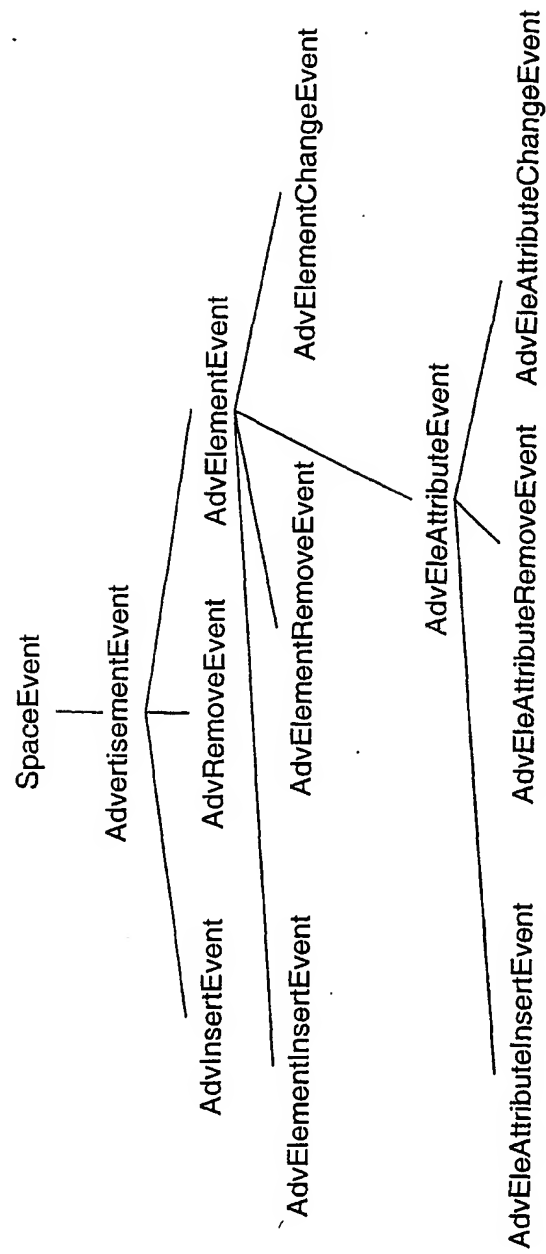 SpaceEvent
AdvertisementEvent
AdvInsertEvent
AdvRemoveEvent
AdvElementEvent
AdvElementInsertEvent
AdvElementRemoveEvent
AdvElementChangeEvent
AdvEleAttributeEvent
AdvEleAttributeInsertEvent
AdvEleAttributeRemoveEvent
AdvEleAttributeChangeEvent